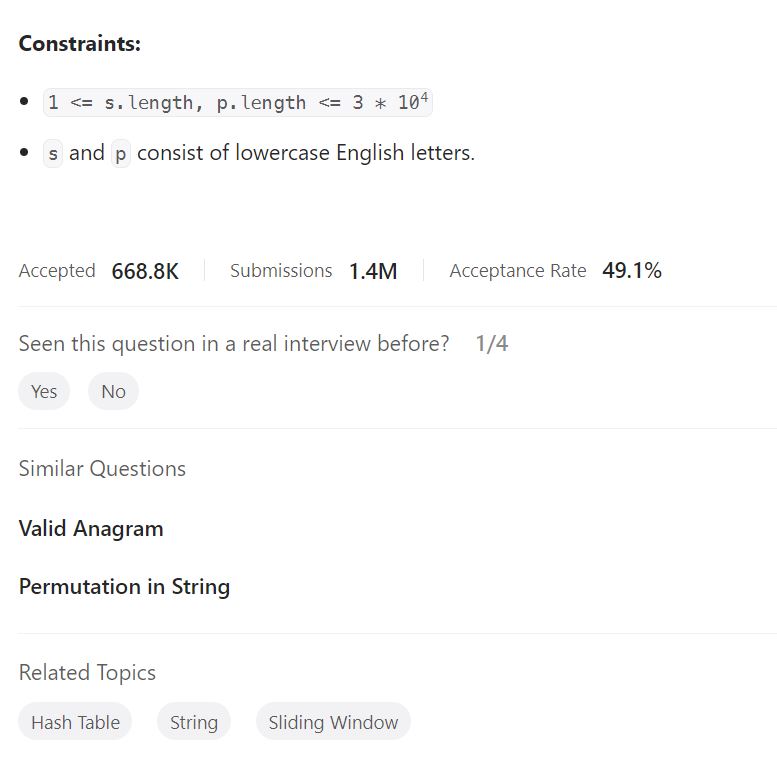 Constraints:
1 <= s.length, p.length <= 3 * 10⁴
s and p consist of lowercase English letters.
Accepted 668.8K Submissions 1.4M Acceptance Rate 49.1%
Seen this question in a real interview before? 1/4
Yes No
Similar Questions
Valid Anagram
Permutation in String
Related Topics
Hash Table String Sliding Window